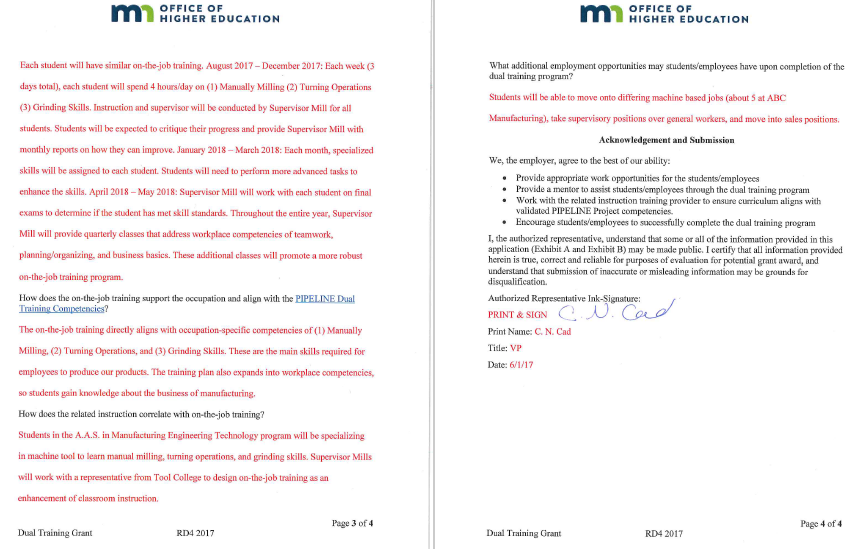 mn OFFICE OF
HIGHER EDUCATION
Each student will have similar on-the-job training. August 2017 – December 2017: Each week (3
days total), each student will spend 4 hours/day on (1) Manually Milling (2) Turning Operations
(3) Grinding Skills. Instruction and supervisor will be conducted by Supervisor Mill for all
students. Students will be expected to critique their progress and provide Supervisor Mill with
monthly reports on how they can improve. January 2018 – March 2018: Each month, specialized
skills will be assigned to each student. Students will need to perform more advanced tasks to
enhance the skills. April 2018 – May 2018: Supervisor Mill will work with each student on final
exams to determine if the student has met skill standards. Throughout the entire year, Supervisor
Mill will provide quarterly classes that address workplace competencies of teamwork,
planning/organizing, and business basics. These additional classes will promote a more robust
on-the-job training program.
How does the on-the-job training support the occupation and align with the PIPELINE Dual
Training Competencies?
The on-the-job training directly aligns with occupation-specific competencies of (1) Manually
Milling, (2) Turning Operations, and (3) Grinding Skills. These are the main skills required for
employees to produce our products. The training plan also expands into workplace competencies,
so students gain knowledge about the business of manufacturing.
How does the related instruction correlate with on-the-job training?
Students in the A.A.S. in Manufacturing Engineering Technology program will be specializing
in machine tool to learn manual milling, turning operations, and grinding skills. Supervisor Mills
will work with a representative from Tool College to design on-the-job training as an
enhancement of classroom instruction.
Page 3 of 4
Dual Training Grant RD4 2017
mn OFFICE OF
HIGHER EDUCATION
What additional employment opportunities may students/employees have upon completion of the
dual training program?
Students will be able to move onto differing machine based jobs (about 5 at ABC
Manufacturing), take supervisory positions over general workers, and move into sales positions.
Acknowledgement and Submission
We, the employer, agree to the best of our ability:
• Provide appropriate work opportunities for the students/employees
• Provide a mentor to assist students/employees through the dual training program
• Work with the related instruction training provider to ensure curriculum aligns with
validated PIPELINE Project competencies.
• Encourage students/employees to successfully complete the dual training program
I, the authorized representative, understand that some or all of the information provided in this
application (Exhibit A and Exhibit B) may be made public. I certify that all information provided
herein is true, correct and reliable for purposes of evaluation for potential grant award, and
understand that submission of inaccurate or misleading information may be grounds for
disqualification.
Authorized Representative Ink-Signature:
PRINT & SIGN C. N. Cad
Print Name: C. N. Cad
Title: VP
Date: 6/1/17
Page 4 of 4
Dual Training Grant RD4 2017